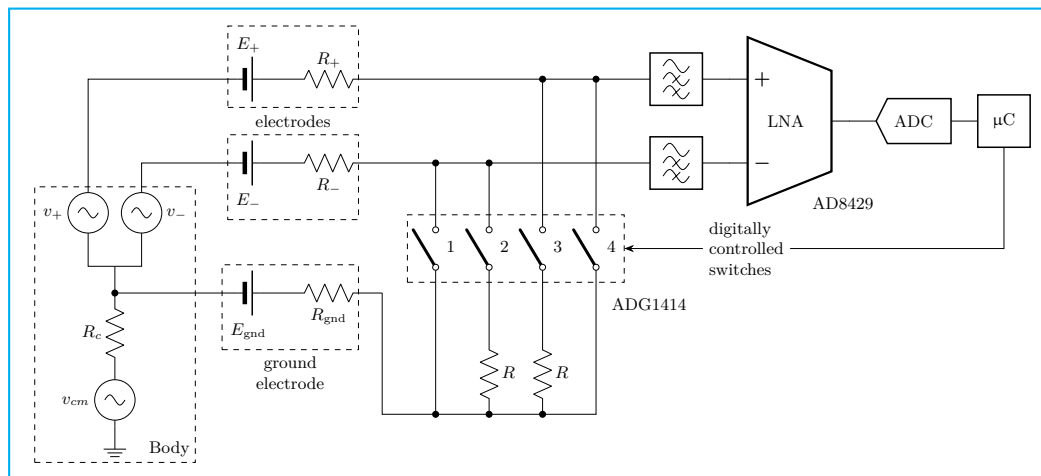 E+
R+
electrodes
E−
R−
v+
v−
Rc
vcm
Body
Egnd
Rgnd
ground
electrode
1
2
3
4
R
R
ADG1414
digitally
controlled
switches
+
−
LNA
AD8429
ADC
µC